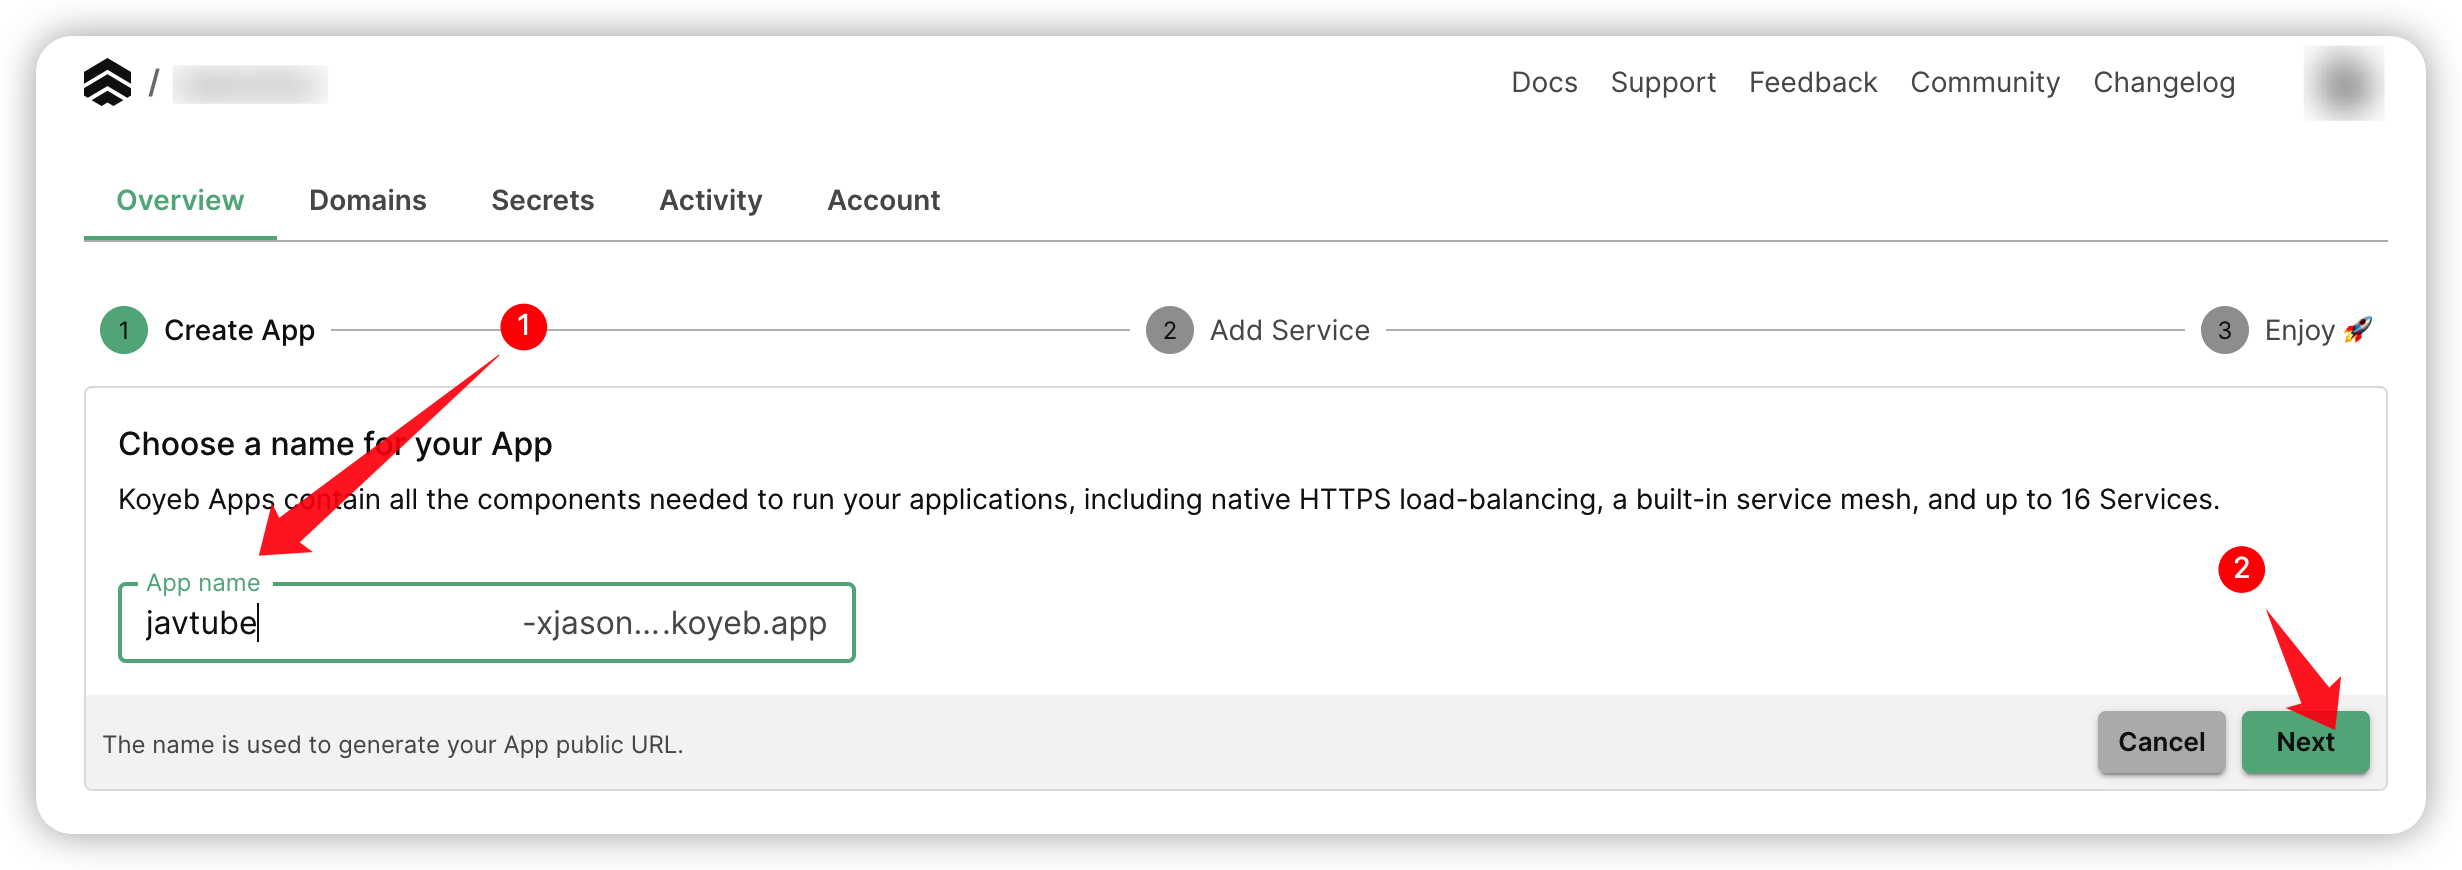 /
Docs Support Feedback Community Changelog
Overview Domains Secrets Activity Account
1 Create App 1 2 Add Service 3 Enjoy 🚀
Choose a name for your App
Koyeb Apps contain all the components needed to run your applications, including native HTTPS load-balancing, a built-in service mesh, and up to 16 Services.
2
App name
javtube -xjason....koyeb.app
The name is used to generate your App public URL.
Cancel Next